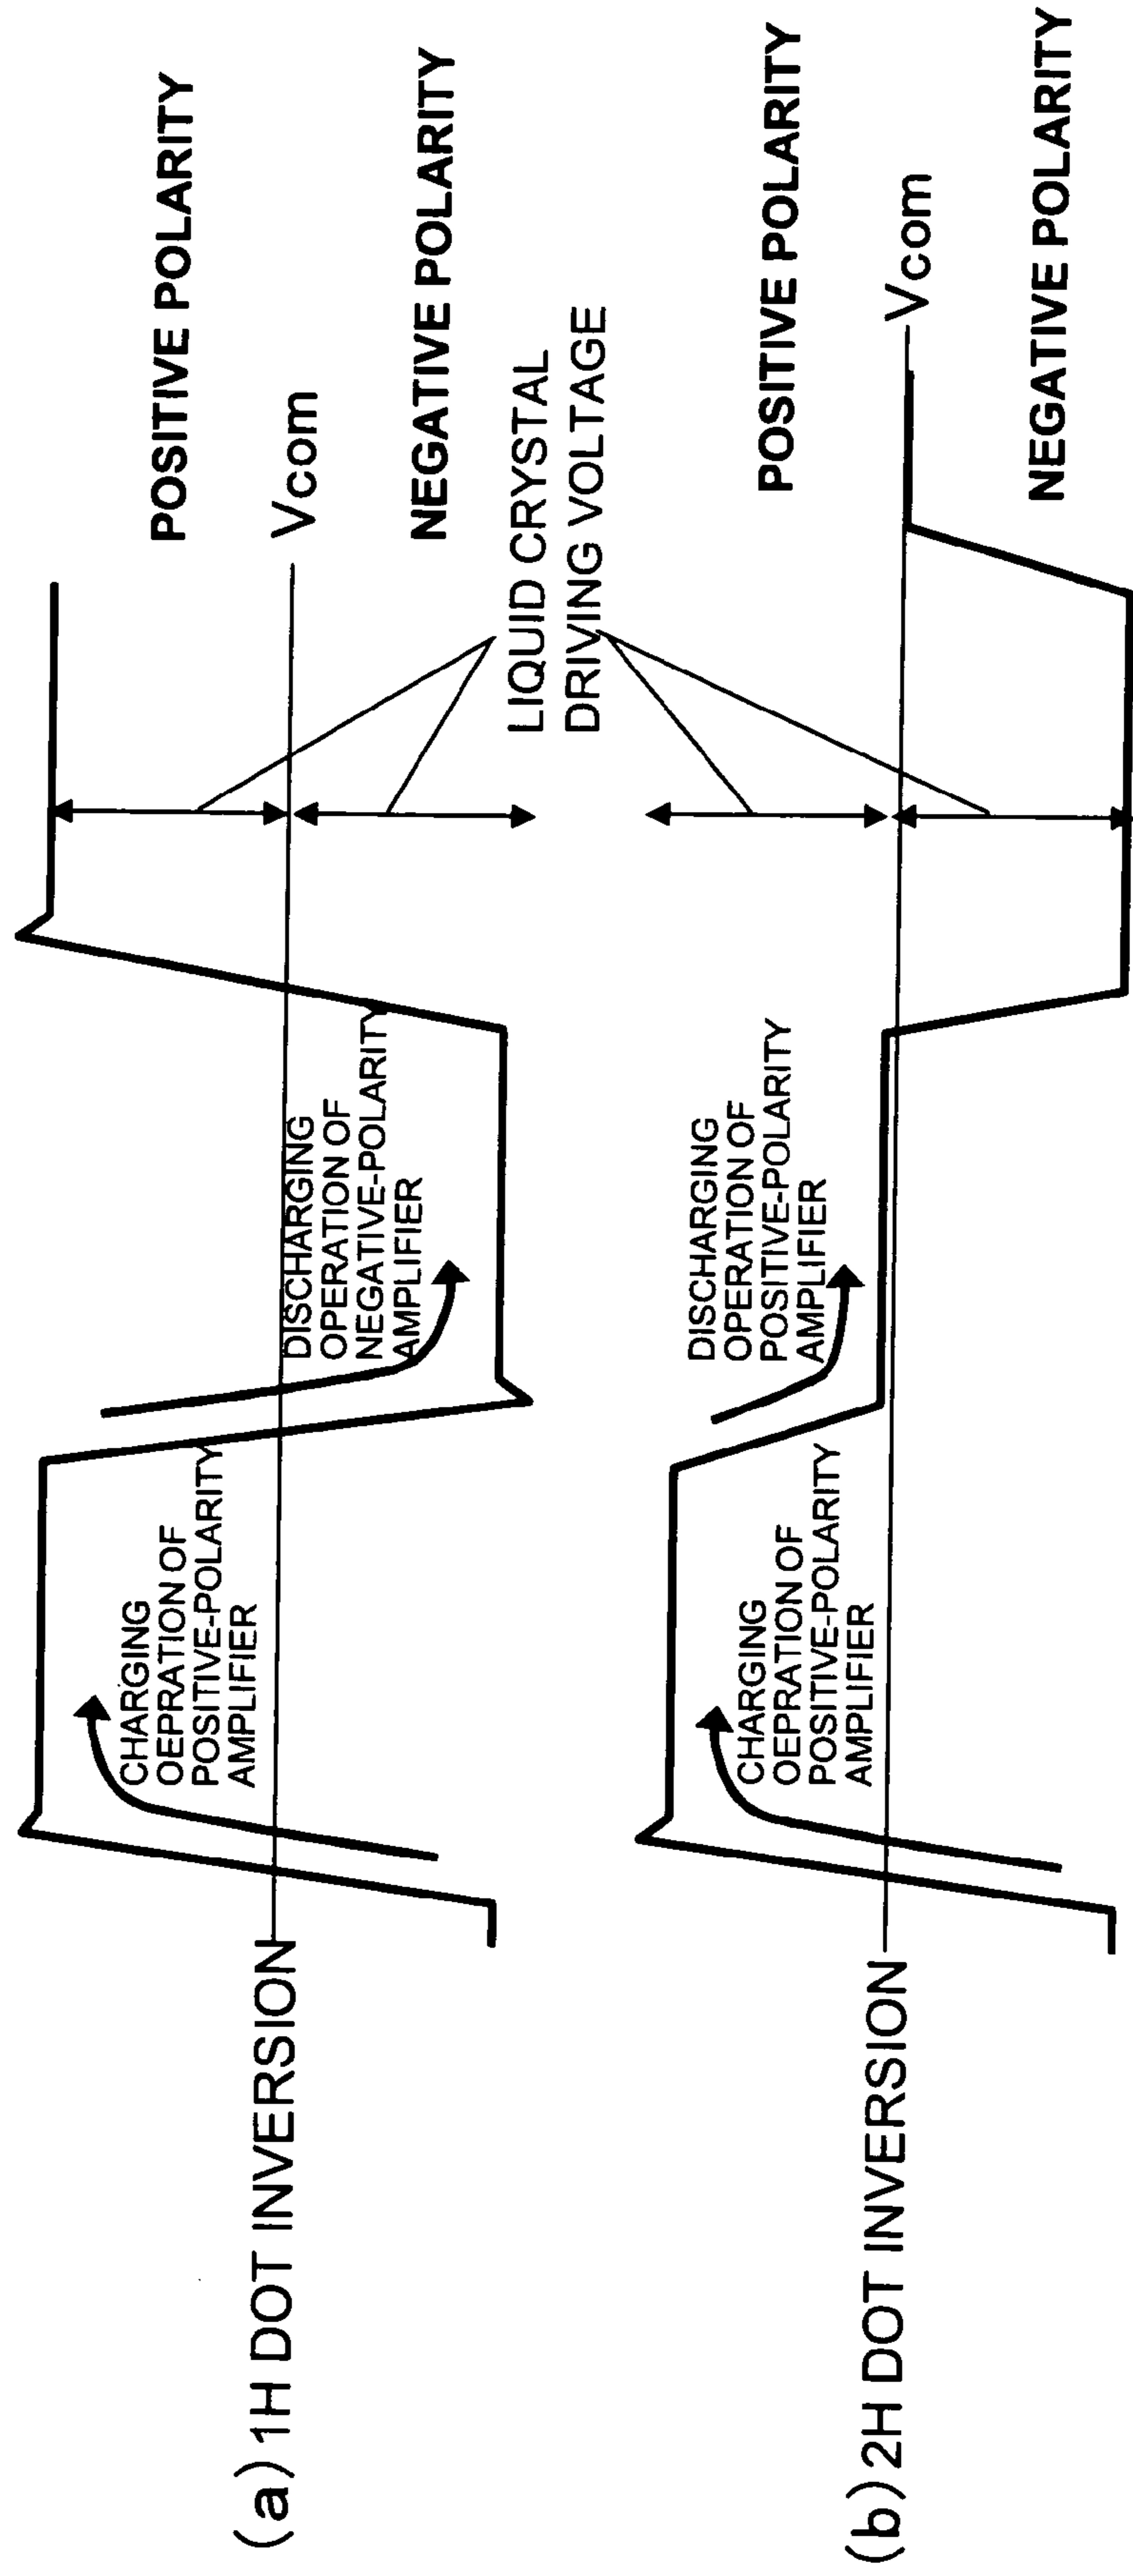 (a) 1H DOT INVERSION
CHARGING
OEPRATION OF
POSITIVE-POLARITY
AMPLIFIER
DISCHARGING
OPERATION OF
NEGATIVE-POLARITY
AMPLIFIER
POSITIVE POLARITY
Vcom
NEGATIVE POLARITY
LIQUID CRYSTAL
DRIVING VOLTAGE
(b) 2H DOT INVERSION
CHARGING
OEPRATION OF
POSITIVE-POLARITY
AMPLIFIER
DISCHARGING
OPERATION OF
POSITIVE-POLARITY
AMPLIFIER
POSITIVE POLARITY
Vcom
NEGATIVE POLARITY